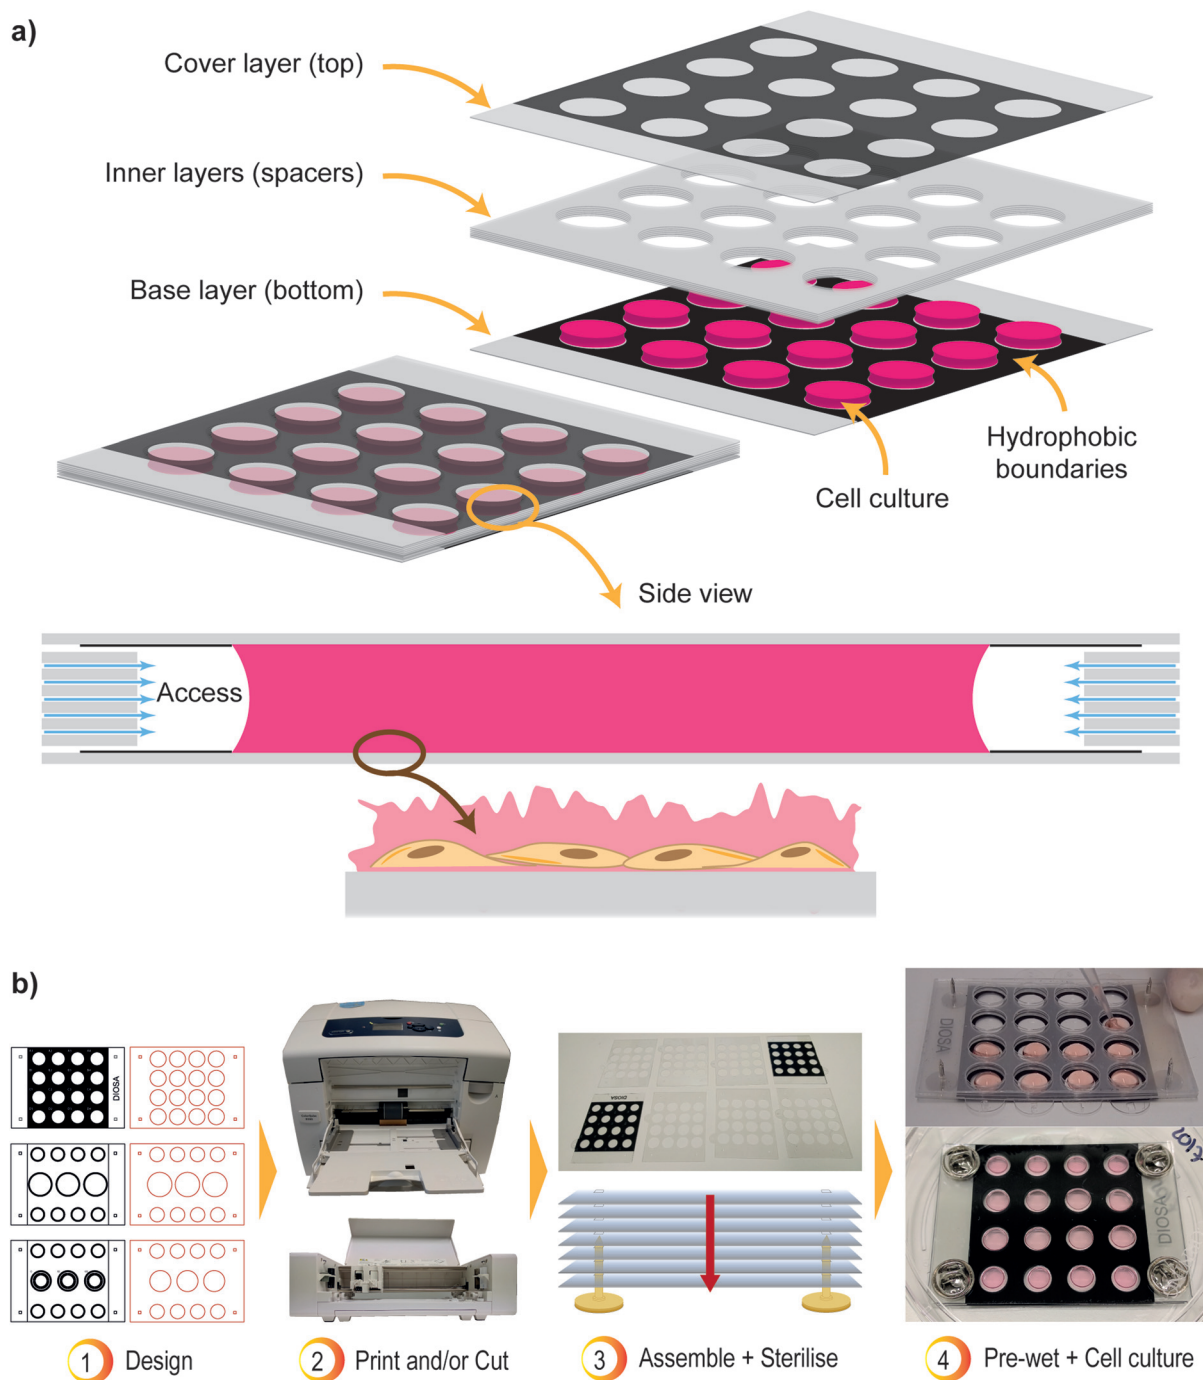 a)
Cover layer (top)
Inner layers (spacers)
Base layer (bottom)
Hydrophobic
boundaries
Cell culture
Side view
Access
b)
DIOSA
DIOSA
DIOSA
DIOSA
1 Design
2 Print and/or Cut
3 Assemble + Sterilise
4 Pre-wet + Cell culture